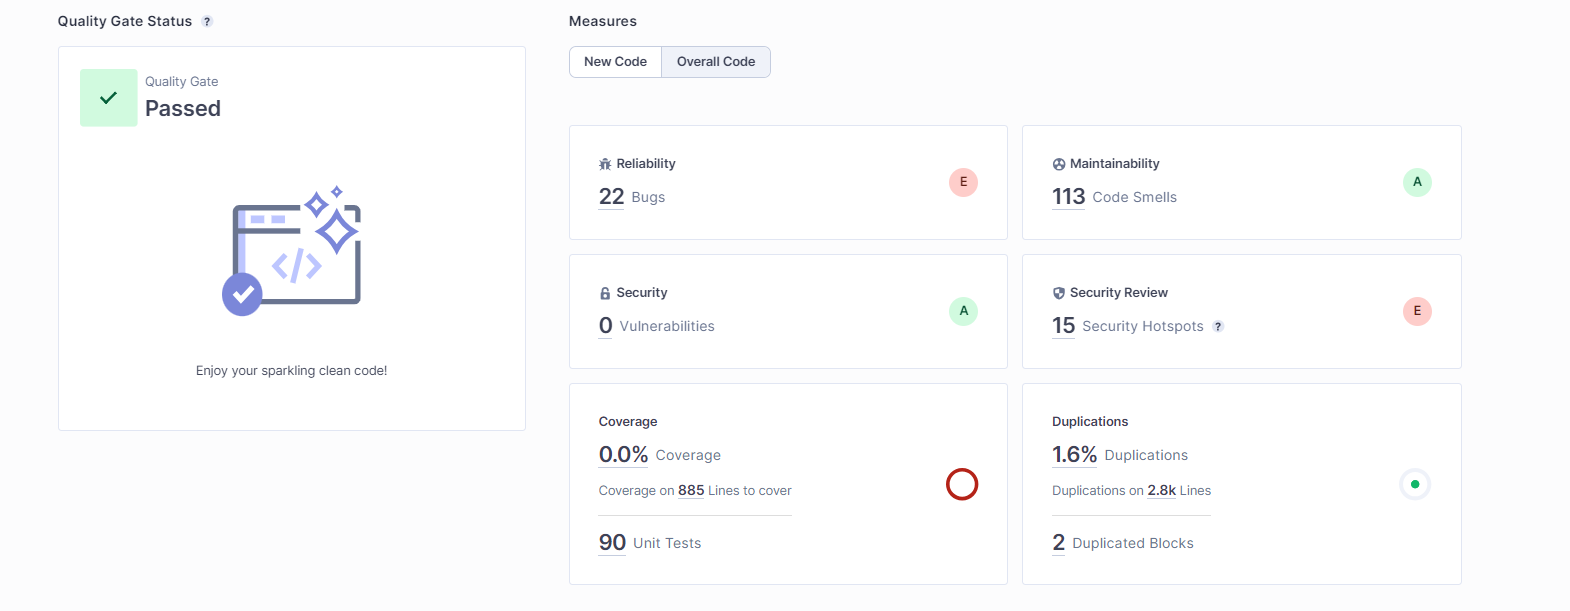 Quality Gate Status ?
Quality Gate
Passed
</>
Enjoy your sparkling clean code!
Measures
New Code Overall Code
Reliability
22 Bugs E
Maintainability
113 Code Smells A
Security
0 Vulnerabilities A
Security Review
15 Security Hotspots ? E
Coverage
0.0% Coverage
Coverage on 885 Lines to cover
90 Unit Tests
Duplications
1.6% Duplications
Duplications on 2.8k Lines
2 Duplicated Blocks